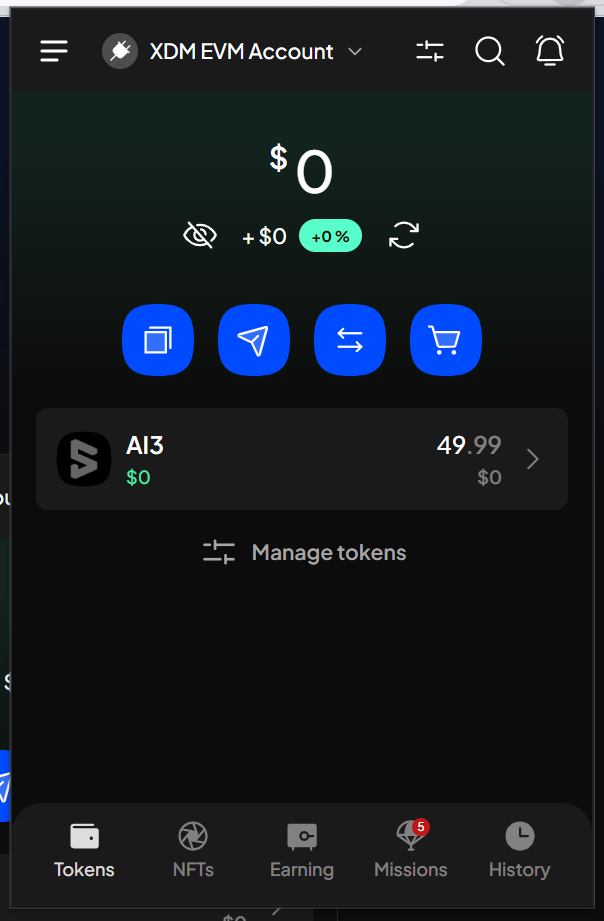 XDM EVM Account
$0
+ $0 +0 %
AI3 49.99
$0 $0
Manage tokens
5
Tokens NFTs Earning Missions History
$0